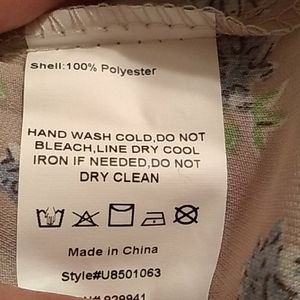 Shell:100% Polyester
HAND WASH COLD,DO NOT
BLEACH,LINE DRY COOL
IRON IF NEEDED,DO NOT
DRY CLEAN
Made in China
Style#U8501063
929941